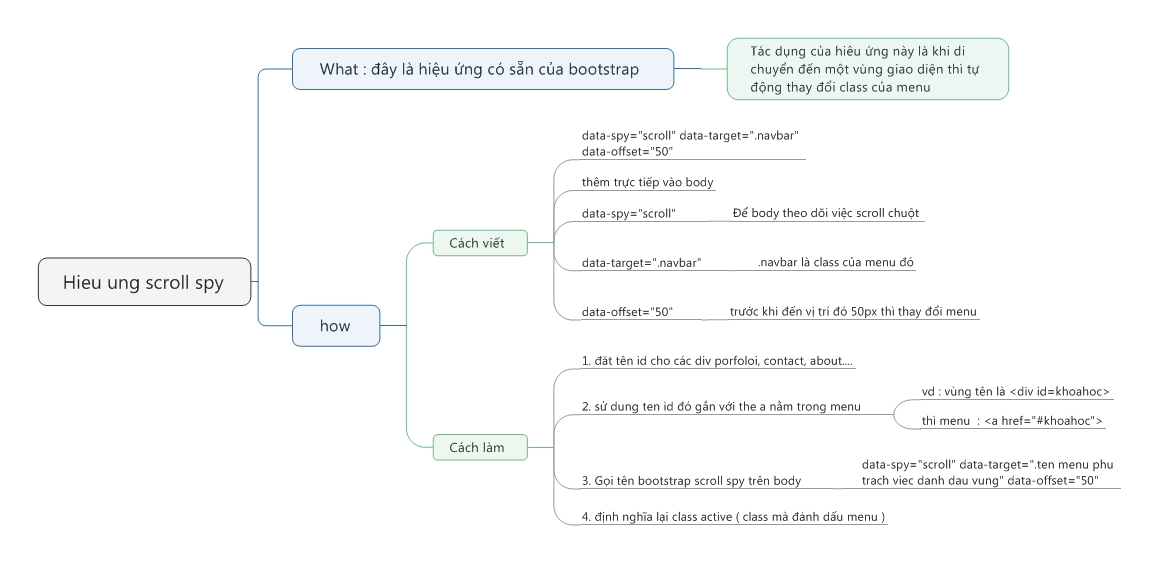 Hieu ung scroll spy
What : đây là hiệu ứng có sẵn của bootstrap
Tác dụng của hiêu ứng này là khi di
chuyển đến một vùng giao diện thì tự
động thay đổi class của menu
how
Cách viết
data-spy="scroll" data-target=".navbar"
data-offset="50"
thêm trực tiếp vào body
data-spy="scroll"
Để body theo dõi việc scroll chuột
data-target=".navbar"
.navbar là class của menu đó
data-offset="50"
trước khi đến vị trí đó 50px thì thay đổi menu
Cách làm
1. đăt tên id cho các div porfoloi, contact, about....
2. sử dung ten id đó gắn với the a nằm trong menu
vd : vùng tên là <div id=khoahoc>
thì menu  : <a href="#khoahoc">
3. Gọi tên bootstrap scroll spy trên body
data-spy="scroll" data-target=".ten menu phu
trach viec danh dau vung" data-offset="50"
4. định nghĩa lại class active ( class mà đánh dấu menu )